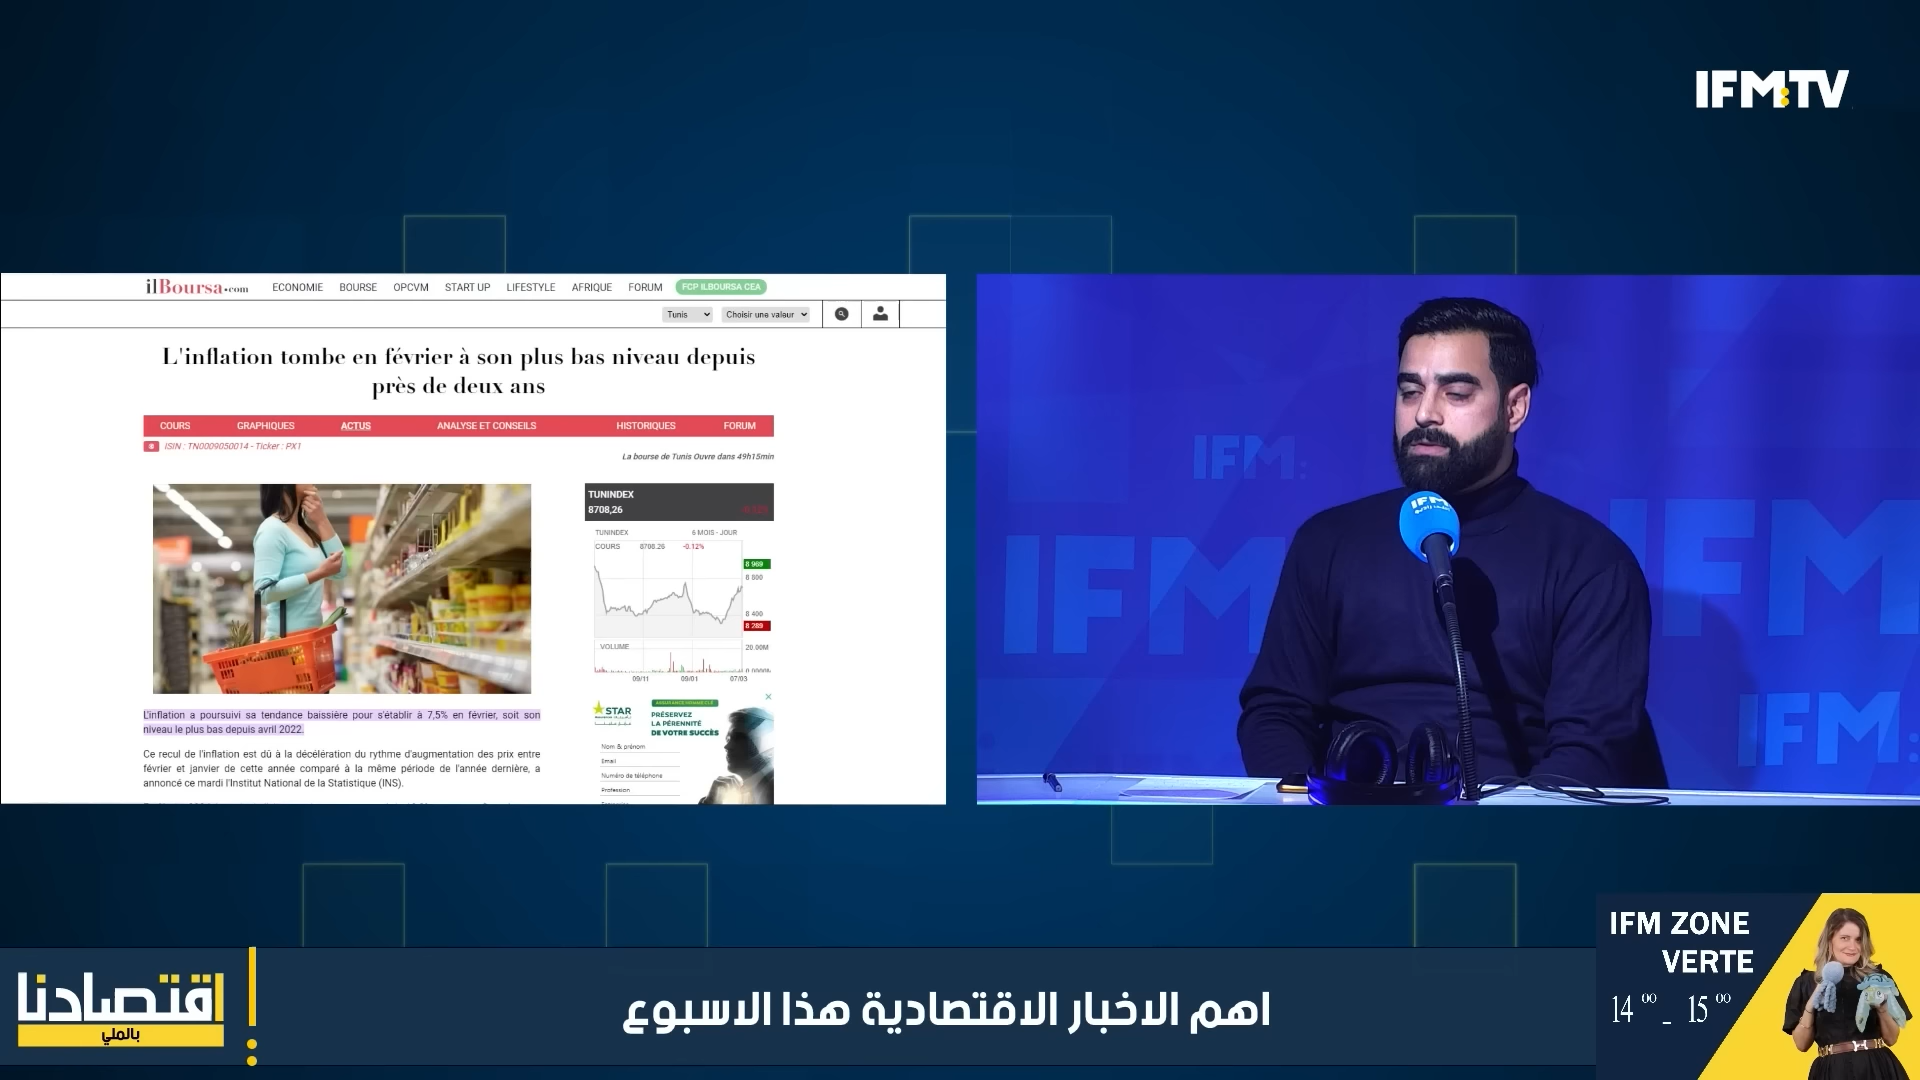 IFM:TV
ilBoursa.com
ECONOMIE BOURSE OPCVM START UP LIFESTYLE AFRIQUE FORUM FCP ILBOURSA CEA
Tunis Choisir une valeur
L'inflation tombe en février à son plus bas niveau depuis
près de deux ans
COURS GRAPHIQUES ACTUS ANALYSE ET CONSEILS HISTORIQUES FORUM
ISIN : TN0009050014 - Ticker : PX1
La bourse de Tunis Ouvre dans 49h15min
TUNINDEX
8708,26
TUNINDEX 6 MOIS - JOUR
COURS 8708.26 -0.12%
8 969
8 800
8 400
8 289
VOLUME
20.00M
09/11 09/01 07/03
L'inflation a poursuivi sa tendance baissière pour s'établir à 7,5% en février, soit son
niveau le plus bas depuis avril 2022.
Ce recul de l'inflation est dû à la décélération du rythme d'augmentation des prix entre
février et janvier de cette année comparé à la même période de l'année dernière, a
annoncé ce mardi l'Institut National de la Statistique (INS).
STAR
PRÉSERVEZ
LA PÉRENNITÉ
DE VOTRE SUCCÈS
Nom & prénom
Email
Numéro de téléphone
Profession
IFM:
IFM:
IFM
IFM:
IFM
اقتصادنا
بالملي
اهم الاخبار الاقتصادية هذا الاسبوع
IFM ZONE
VERTE
14 00 _ 15 00